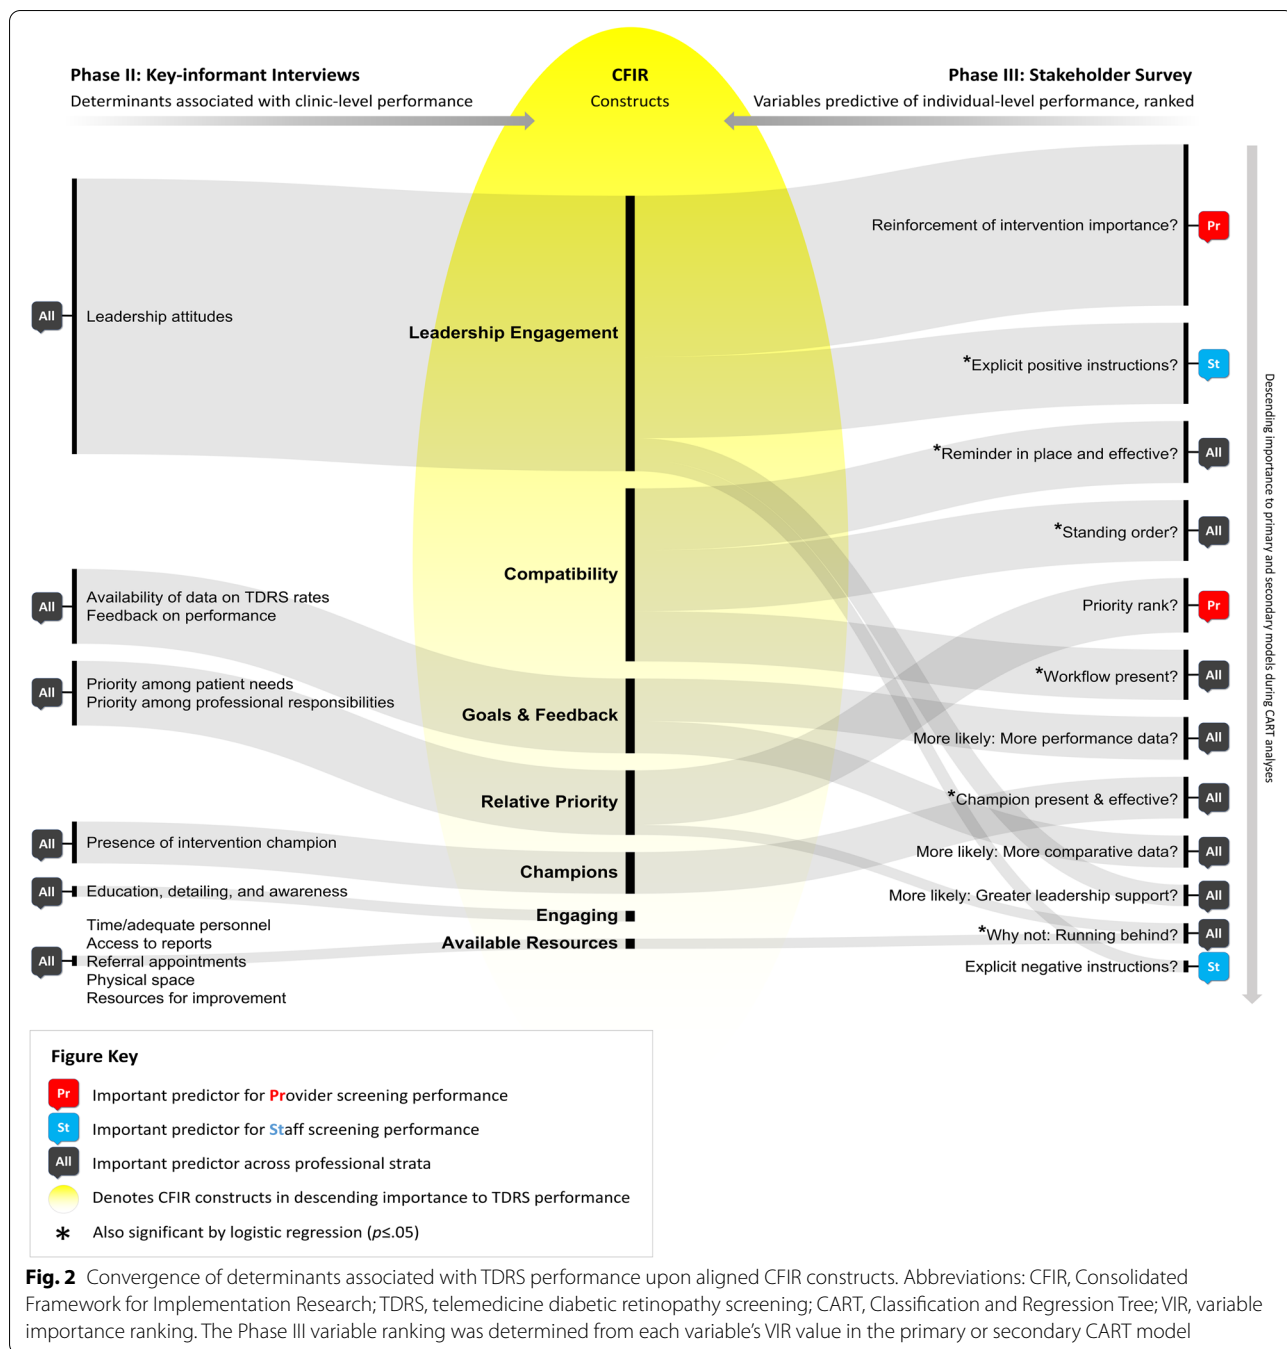 Phase II: Key-informant Interviews
Determinants associated with clinic-level performance
CFIR
Constructs
Phase III: Stakeholder Survey
Variables predictive of individual-level performance, ranked
All
Leadership attitudes
All
Availability of data on TDRS rates
Feedback on performance
All
Priority among patient needs
Priority among professional responsibilities
All
Presence of intervention champion
All
Education, detailing, and awareness
All
Time/adequate personnel
Access to reports
Referral appointments
Physical space
Resources for improvement
Leadership Engagement
Compatibility
Goals & Feedback
Relative Priority
Champions
Engaging
Available Resources
Reinforcement of intervention importance?
Pr
*Explicit positive instructions?
St
*Reminder in place and effective?
All
*Standing order?
All
Priority rank?
Pr
*Workflow present?
All
More likely: More performance data?
All
*Champion present & effective?
All
More likely: More comparative data?
All
More likely: Greater leadership support?
All
*Why not: Running behind?
All
Explicit negative instructions?
St
Descending importance to primary and secondary models during CART analyses
Figure Key
Pr
Important predictor for Provider screening performance
St
Important predictor for Staff screening performance
All
Important predictor across professional strata
Denotes CFIR constructs in descending importance to TDRS performance
* Also significant by logistic regression (p≤.05)
Fig. 2 Convergence of determinants associated with TDRS performance upon aligned CFIR constructs. Abbreviations: CFIR, Consolidated
Framework for Implementation Research; TDRS, telemedicine diabetic retinopathy screening; CART, Classification and Regression Tree; VIR, variable
importance ranking. The Phase III variable ranking was determined from each variable's VIR value in the primary or secondary CART model